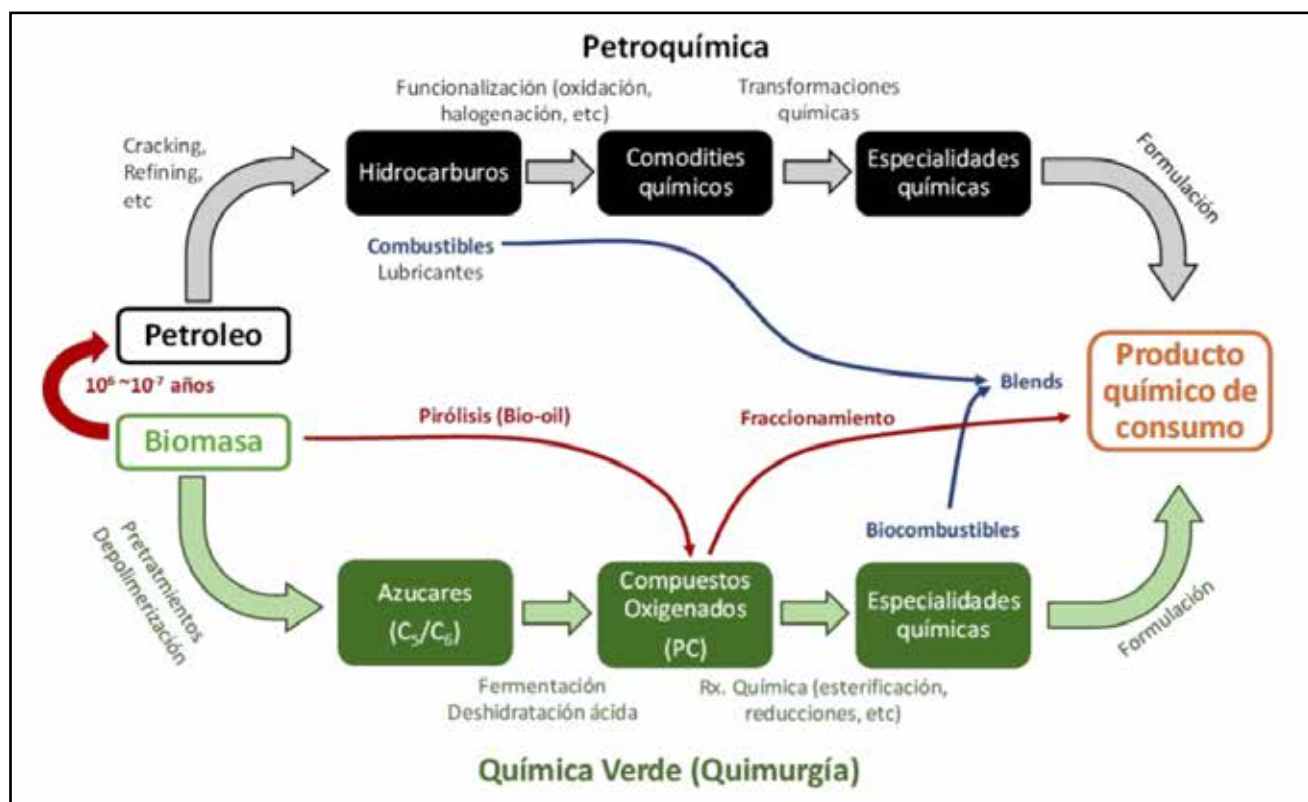 Petroquímica
Funcionalización (oxidación,
halogenación, etc)
Transformaciones
químicas
Cracking,
Refining,
etc
Hidrocarburos
Comodities
químicos
Especialidades
químicas
Formulación
Combustibles
Lubricantes
Petroleo
10⁶ ~10⁻⁷ años
Biomasa
Pirólisis (Bio-oil)
Fraccionamiento
Blends
Producto
químico de
consumo
Biocombustibles
Pretratmientos
Depolimerización
Azucares
(C₅/C₆)
Compuestos
Oxigenados
(PC)
Especialidades
químicas
Formulación
Fermentación
Deshidratación ácida
Rx. Química (esterificación,
reducciones, etc)
Química Verde (Quimurgía)